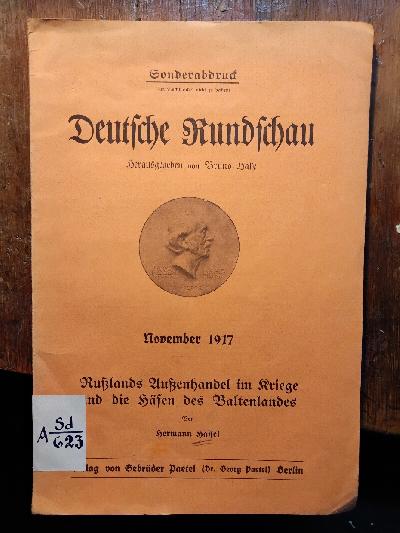 Sonderabdruck
Deutsche Rundschau
Herausgegeben von Bruno Hake
November 1917
Rußlands Außenhandel im Kriege
und die Häfen des Baltenlandes
Von
Hermann
A Sd
623
Verlag von Gebrüder Paetel (Dr. Georg Paetel) Berlin